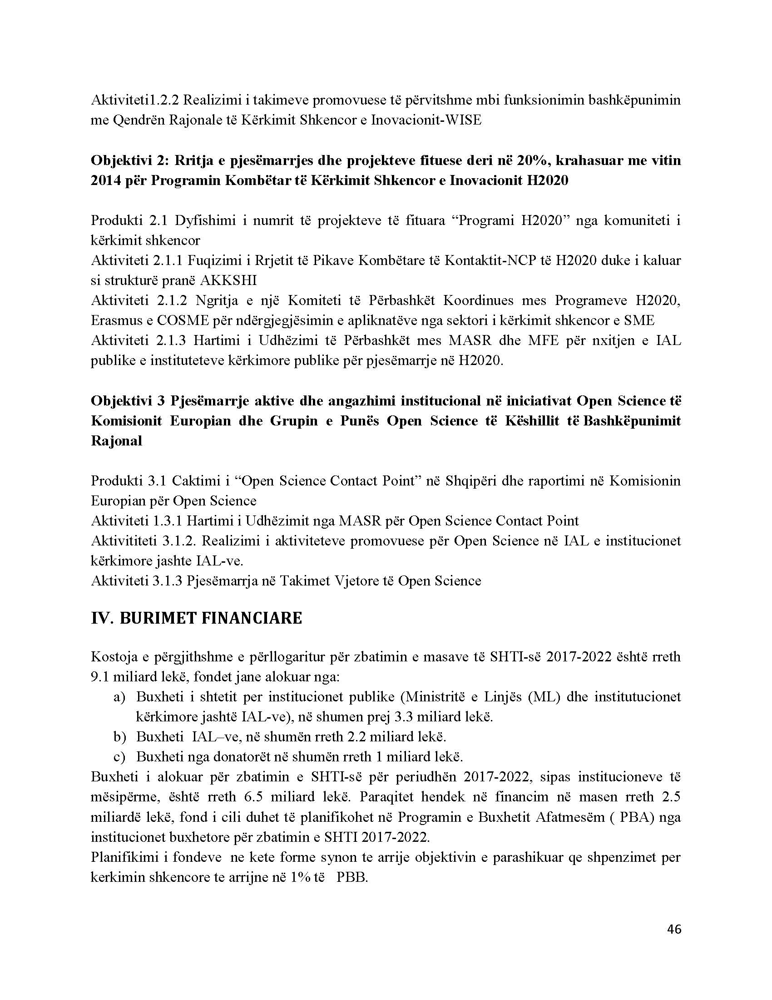 Aktiviteti1.2.2 Realizimi i takimeve promovuese të përvitshme mbi funksionimin bashkëpunimin
me Qendrën Rajonale të Kërkimit Shkencor e Inovacionit-WISE
Objektivi 2: Rritja e pjesëmarrjes dhe projekteve fituese deri në 20%, krahasuar me vitin
2014 për Programin Kombëtar të Kërkimit Shkencor e Inovacionit H2020
Produkti 2.1 Dyfishimi i numrit të projekteve të fituara “Programi H2020” nga komuniteti i
kërkimit shkencor
Aktiviteti 2.1.1 Fuqizimi i Rrjetit të Pikave Kombëtare të Kontaktit-NCP të H2020 duke i kaluar
si strukturë pranë AKKSHI
Aktiviteti 2.1.2 Ngritja e një Komiteti të Përbashkët Koordinues mes Programeve H2020,
Erasmus e COSME për ndërgjegjësimin e apliknatëve nga sektori i kërkimit shkencor e SME
Aktiviteti 2.1.3 Hartimi i Udhëzimi të Përbashkët mes MASR dhe MFE për nxitjen e IAL
publike e instituteteve kërkimore publike për pjesëmarrje në H2020.
Objektivi 3 Pjesëmarrje aktive dhe angazhimi institucional në iniciativat Open Science të
Komisionit Europian dhe Grupin e Punës Open Science të Këshillit të Bashkëpunimit
Rajonal
Produkti 3.1 Caktimi i “Open Science Contact Point” në Shqipëri dhe raportimi në Komisionin
Europian për Open Science
Aktiviteti 1.3.1 Hartimi i Udhëzimit nga MASR për Open Science Contact Point
Aktivititeti 3.1.2. Realizimi i aktiviteteve promovuese për Open Science në IAL e institucionet
kërkimore jashte IAL-ve.
Aktiviteti 3.1.3 Pjesëmarrja në Takimet Vjetore të Open Science
IV. BURIMET FINANCIARE
Kostoja e përgjithshme e përllogaritur për zbatimin e masave të SHTI-së 2017-2022 është rreth
9.1 miliard lekë, fondet jane alokuar nga:
a) Buxheti i shtetit per institucionet publike (Ministritë e Linjës (ML) dhe institutucionet
kërkimore jashtë IAL-ve), në shumen prej 3.3 miliard lekë.
b) Buxheti IAL–ve, në shumën rreth 2.2 miliard lekë.
c) Buxheti nga donatorët në shumën rreth 1 miliard lekë.
Buxheti i alokuar për zbatimin e SHTI-së për periudhën 2017-2022, sipas institucioneve të
mësipërme, është rreth 6.5 miliard lekë. Paraqitet hendek në financim në masen rreth 2.5
miliardë lekë, fond i cili duhet të planifikohet në Programin e Buxhetit Afatmesëm ( PBA) nga
institucionet buxhetore për zbatimin e SHTI 2017-2022.
Planifikimi i fondeve ne kete forme synon te arrije objektivin e parashikuar qe shpenzimet per
kerkimin shkencore te arrijne në 1% të PBB.
46